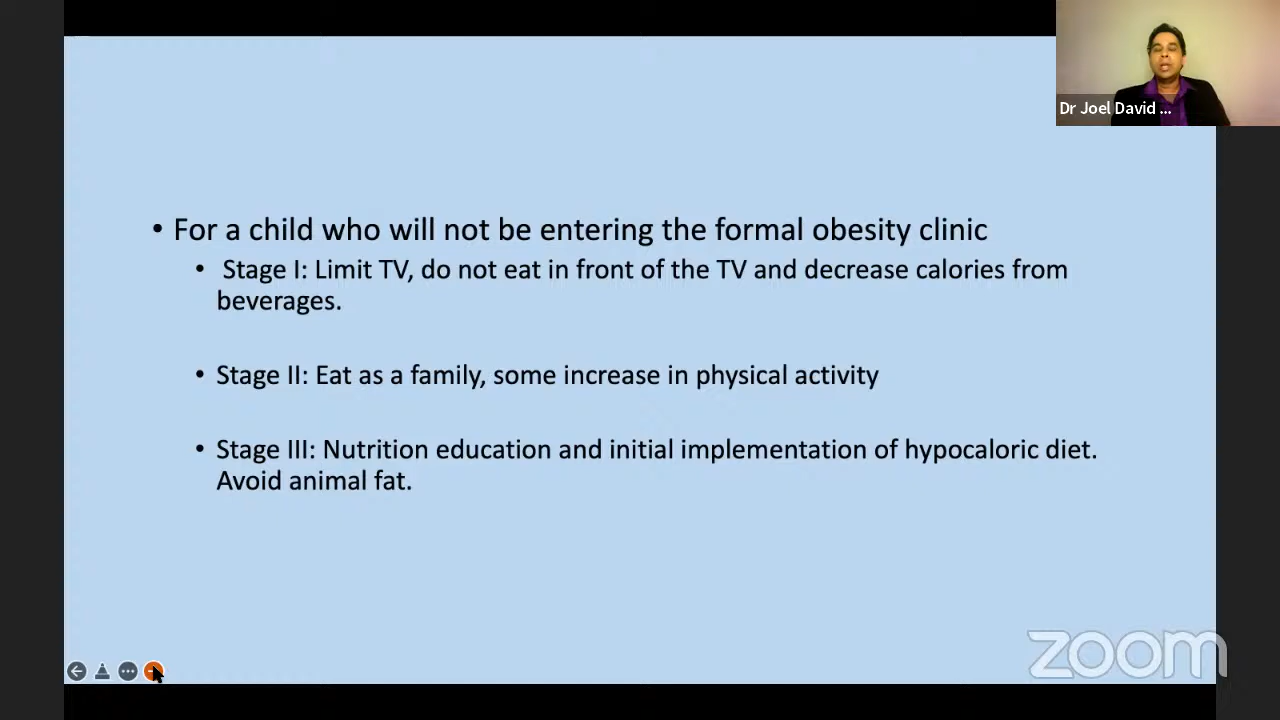 Dr Joel David ...
• For a child who will not be entering the formal obesity clinic
• Stage I: Limit TV, do not eat in front of the TV and decrease calories from
beverages.
• Stage II: Eat as a family, some increase in physical activity
• Stage III: Nutrition education and initial implementation of hypocaloric diet.
Avoid animal fat.
zoom